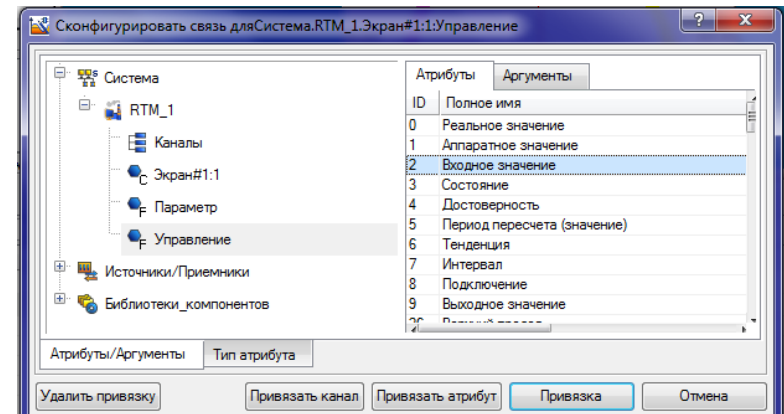 Сконфигурировать связь дляСистема.RTM_1.Экран#1:1:Управление
Система
RTM_1
Каналы
Экран#1:1
Параметр
Управление
Источники/Приемники
Библиотеки_компонентов
Атрибуты Аргументы
ID Полное имя
0 Реальное значение
1 Аппаратное значение
2 Входное значение
3 Состояние
4 Достоверность
5 Период пересчета (значение)
6 Тенденция
7 Интервал
8 Подключение
9 Выходное значение
Атрибуты/Аргументы Тип атрибута
Удалить привязку Привязать канал Привязать атрибут Привязка Отмена